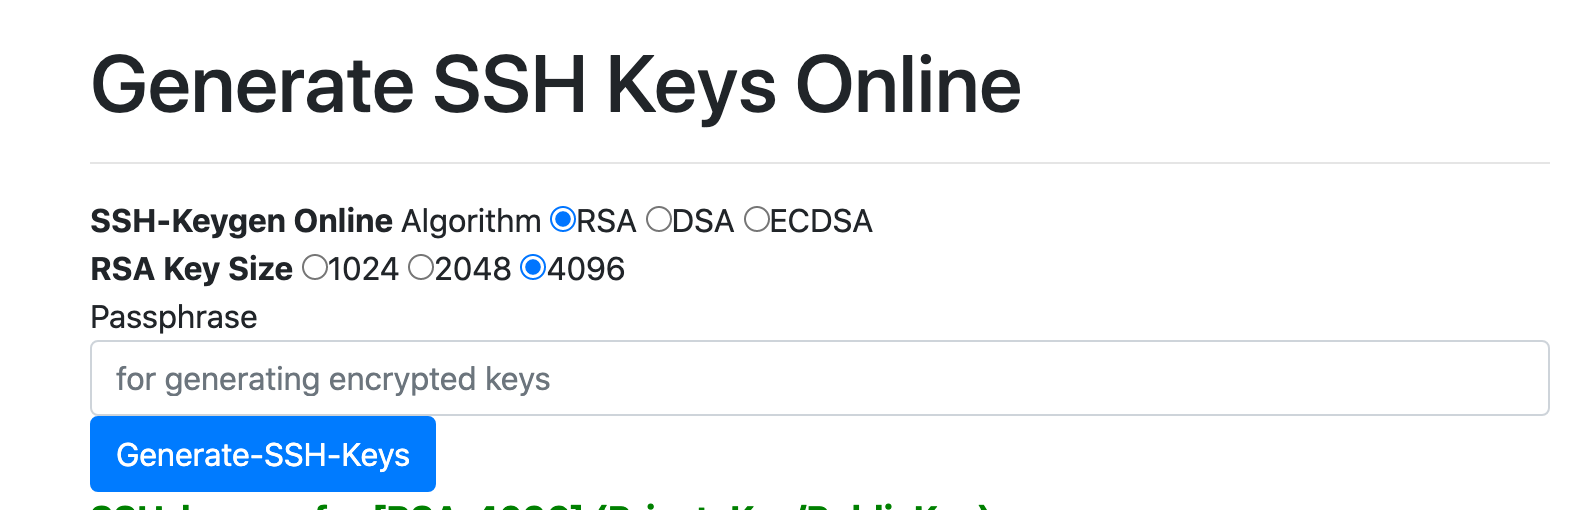 Generate SSH Keys Online
SSH-Keygen Online Algorithm RSA DSA ECDSA
RSA Key Size 1024 2048 4096
Passphrase
for generating encrypted keys
Generate-SSH-Keys